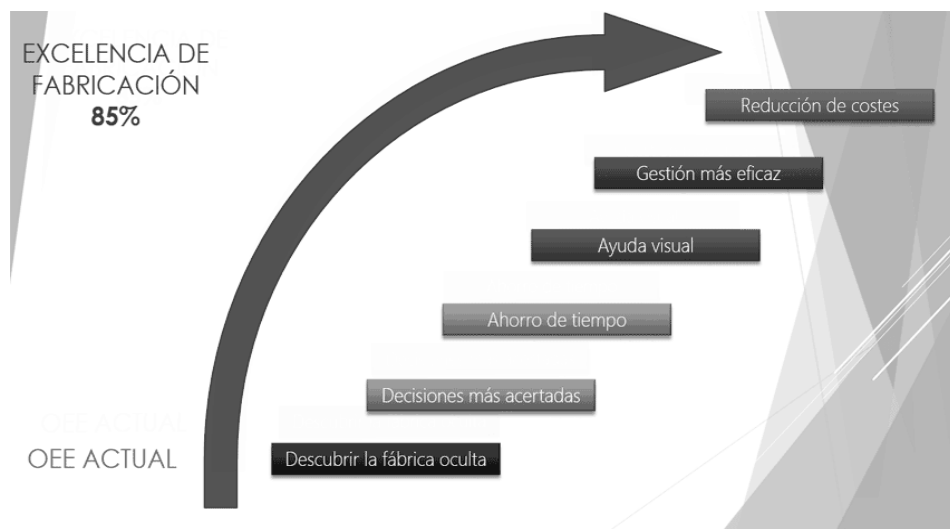 EXCELENCIA DE
FABRICACIÓN
85%
Reducción de costes
Gestión más eficaz
Ayuda visual
Ahorro de tiempo
Decisiones más acertadas
OEE ACTUAL
Descubrir la fábrica oculta